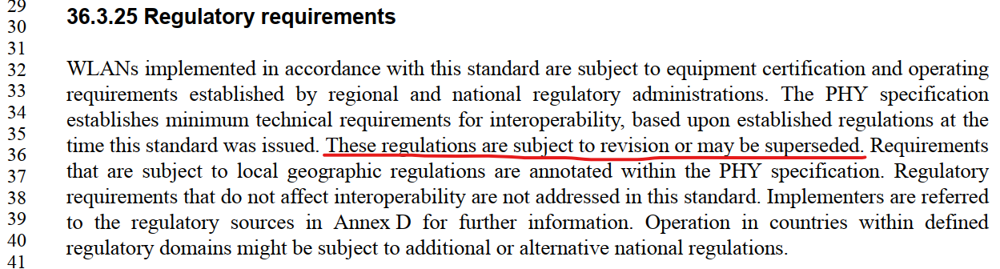 29
30 36.3.25 Regulatory requirements
31
32 WLANs implemented in accordance with this standard are subject to equipment certification and operating
33 requirements established by regional and national regulatory administrations. The PHY specification
34 establishes minimum technical requirements for interoperability, based upon established regulations at the
35 time this standard was issued. These regulations are subject to revision or may be superseded. Requirements
36
37 that are subject to local geographic regulations are annotated within the PHY specification. Regulatory
38 requirements that do not affect interoperability are not addressed in this standard. Implementers are referred
39 to the regulatory sources in Annex D for further information. Operation in countries within defined
40 regulatory domains might be subject to additional or alternative national regulations.
41